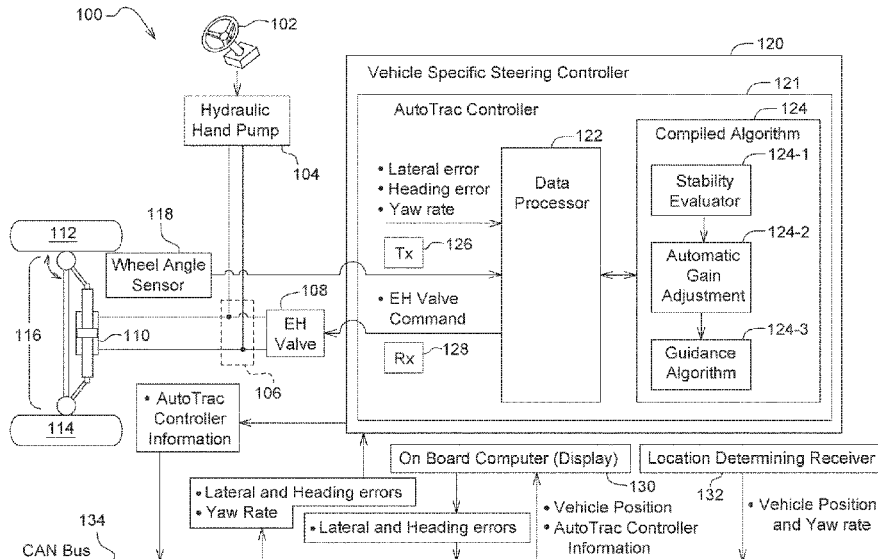 100
102
120
Vehicle Specific Steering Controller
121
AutoTrac Controller
Hydraulic
Hand Pump
104
122
124
Compiled Algorithm
124-1
Stability
Evaluator
• Lateral error
• Heading error
• Yaw rate
Data
Processor
112
118
Wheel Angle
Sensor
Tx
126
124-2
Automatic
Gain
Adjustment
108
EH
Valve
• EH Valve
Command
116
110
Rx
128
124-3
Guidance
Algorithm
106
• AutoTrac
Controller
Information
114
On Board Computer (Display)
130
Location Determining Receiver
132
• Lateral and Heading errors
• Yaw Rate
• Lateral and Heading errors
• Vehicle Position
• AutoTrac Controller
Information
• Vehicle Position
and Yaw rate
134
CAN Bus